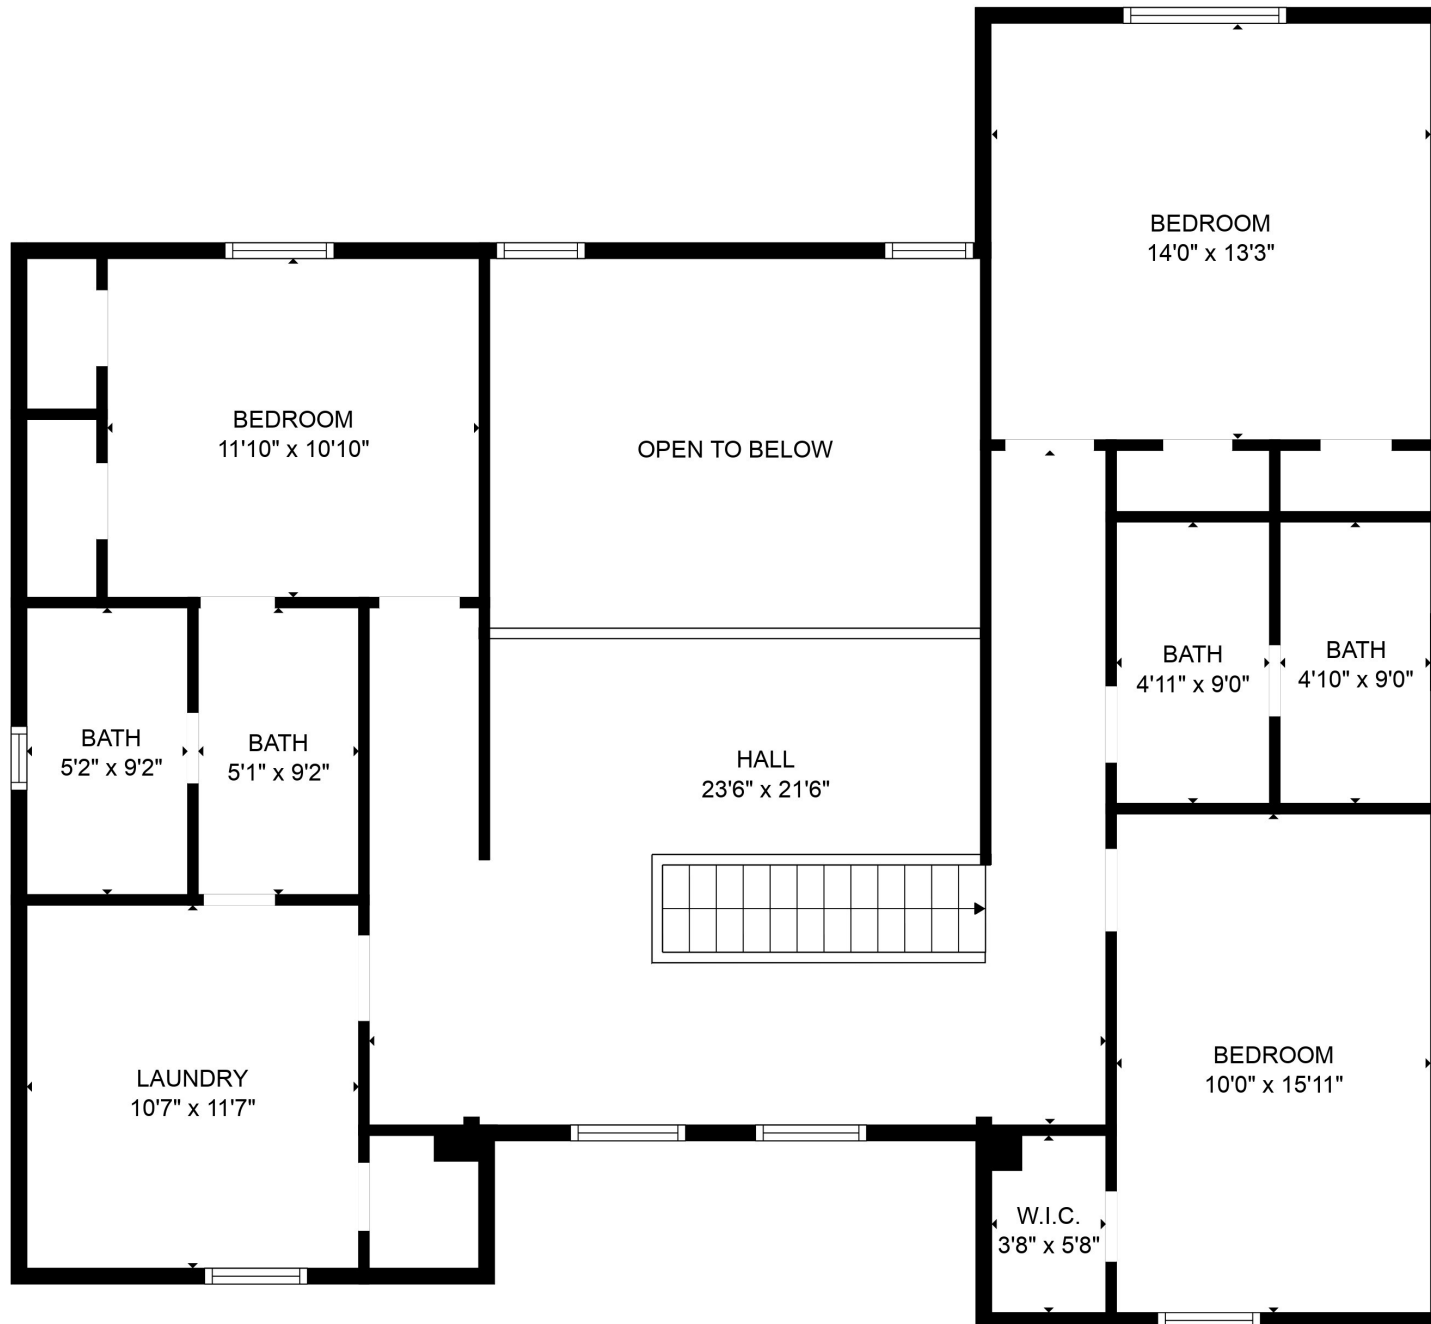 BEDROOM
14'0" x 13'3"
BEDROOM
11'10" x 10'10"
OPEN TO BELOW
BATH
4'11" x 9'0"
BATH
4'10" x 9'0"
BATH
5'2" x 9'2"
BATH
5'1" x 9'2"
HALL
23'6" x 21'6"
LAUNDRY
10'7" x 11'7"
BEDROOM
10'0" x 15'11"
W.I.C.
3'8" x 5'8"